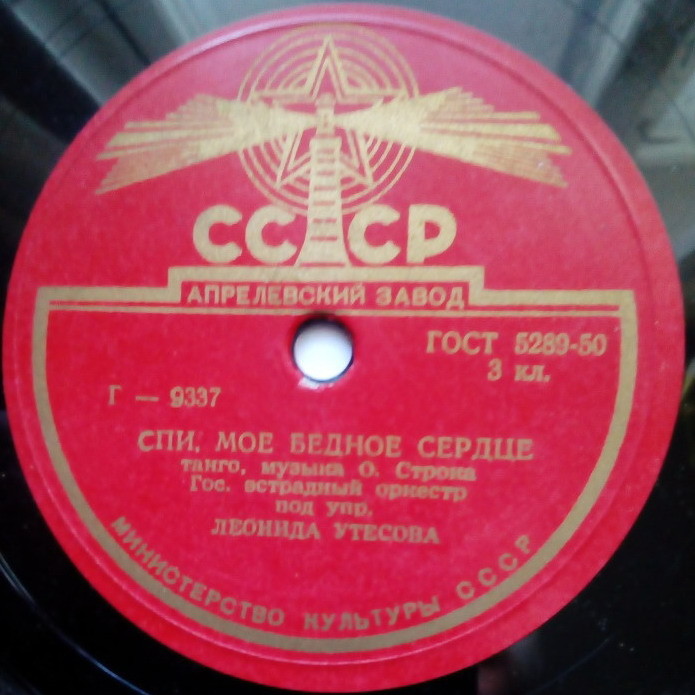 СССР
АПРЕЛЕВСКИЙ ЗАВОД
ГОСТ 5289-50
3 кл.
Г — 9337
СПИ, МОЕ БЕДНОЕ СЕРДЦЕ
танго, музыка О. Строка
Гос. эстрадный оркестр
под упр.
ЛЕОНИДА УТЕСОВА
МИНИСТЕРСТВО КУЛЬТУРЫ СССР